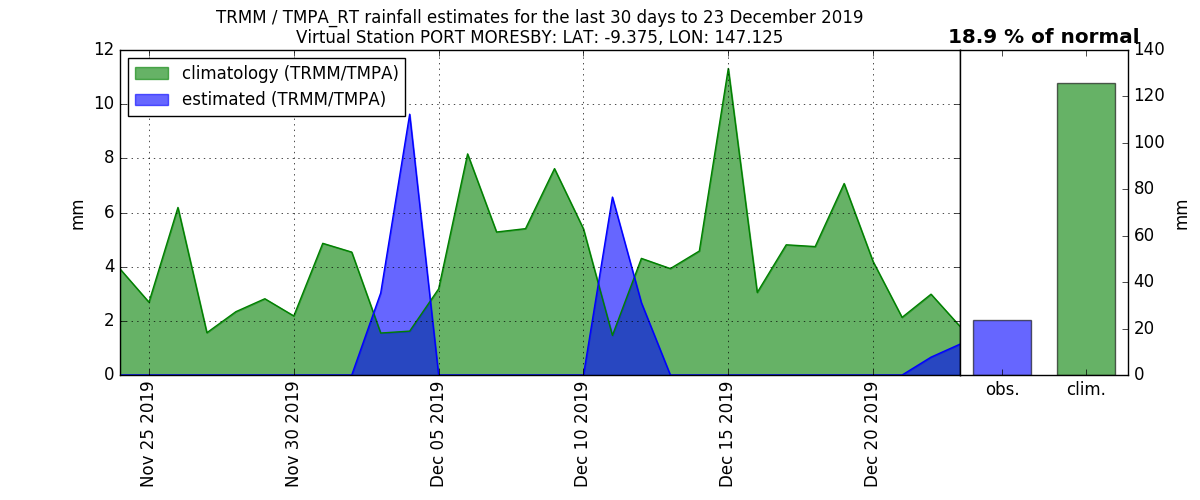 TRMM / TMPA_RT rainfall estimates for the last 30 days to 23 December 2019
Virtual Station PORT MORESBY: LAT: -9.375, LON: 147.125
18.9 % of normal
climatology (TRMM/TMPA)
estimated (TRMM/TMPA)
mm
12
10
8
6
4
2
0
Nov 25 2019
Nov 30 2019
Dec 05 2019
Dec 10 2019
Dec 15 2019
Dec 20 2019
obs.
clim.
140
120
100
80
60
40
20
0
mm